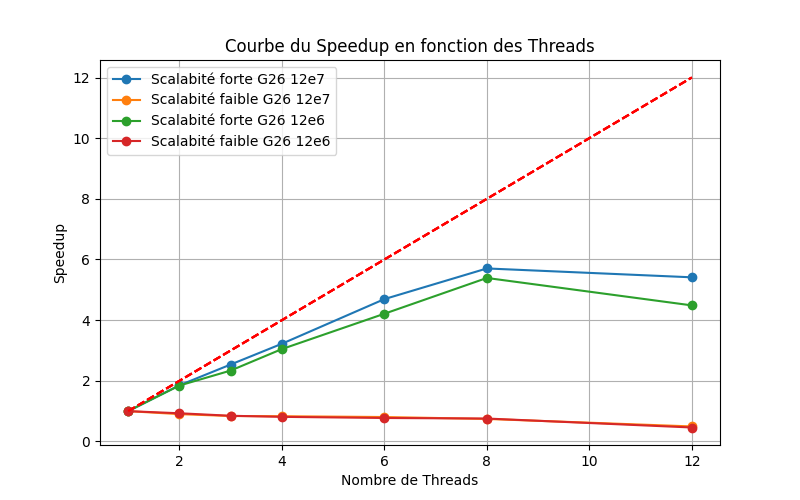 Courbe du Speedup en fonction des Threads
Scalabité forte G26 12e7
Scalabité faible G26 12e7
Scalabité forte G26 12e6
Scalabité faible G26 12e6
Speedup
12
10
8
6
4
2
0
2 4 6 8 10 12
Nombre de Threads